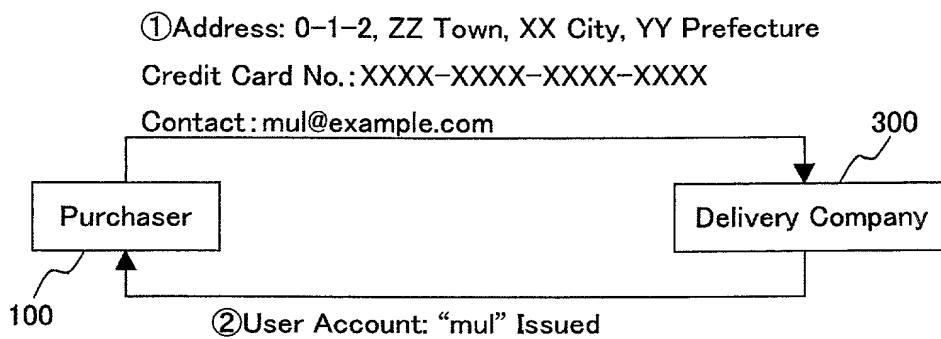 ①Address: 0-1-2, ZZ Town, XX City, YY Prefecture
Credit Card No.:XXXX-XXXX-XXXX-XXXX
Contact:mul@example.com
300
Purchaser
Delivery Company
100
②User Account: “mul” Issued